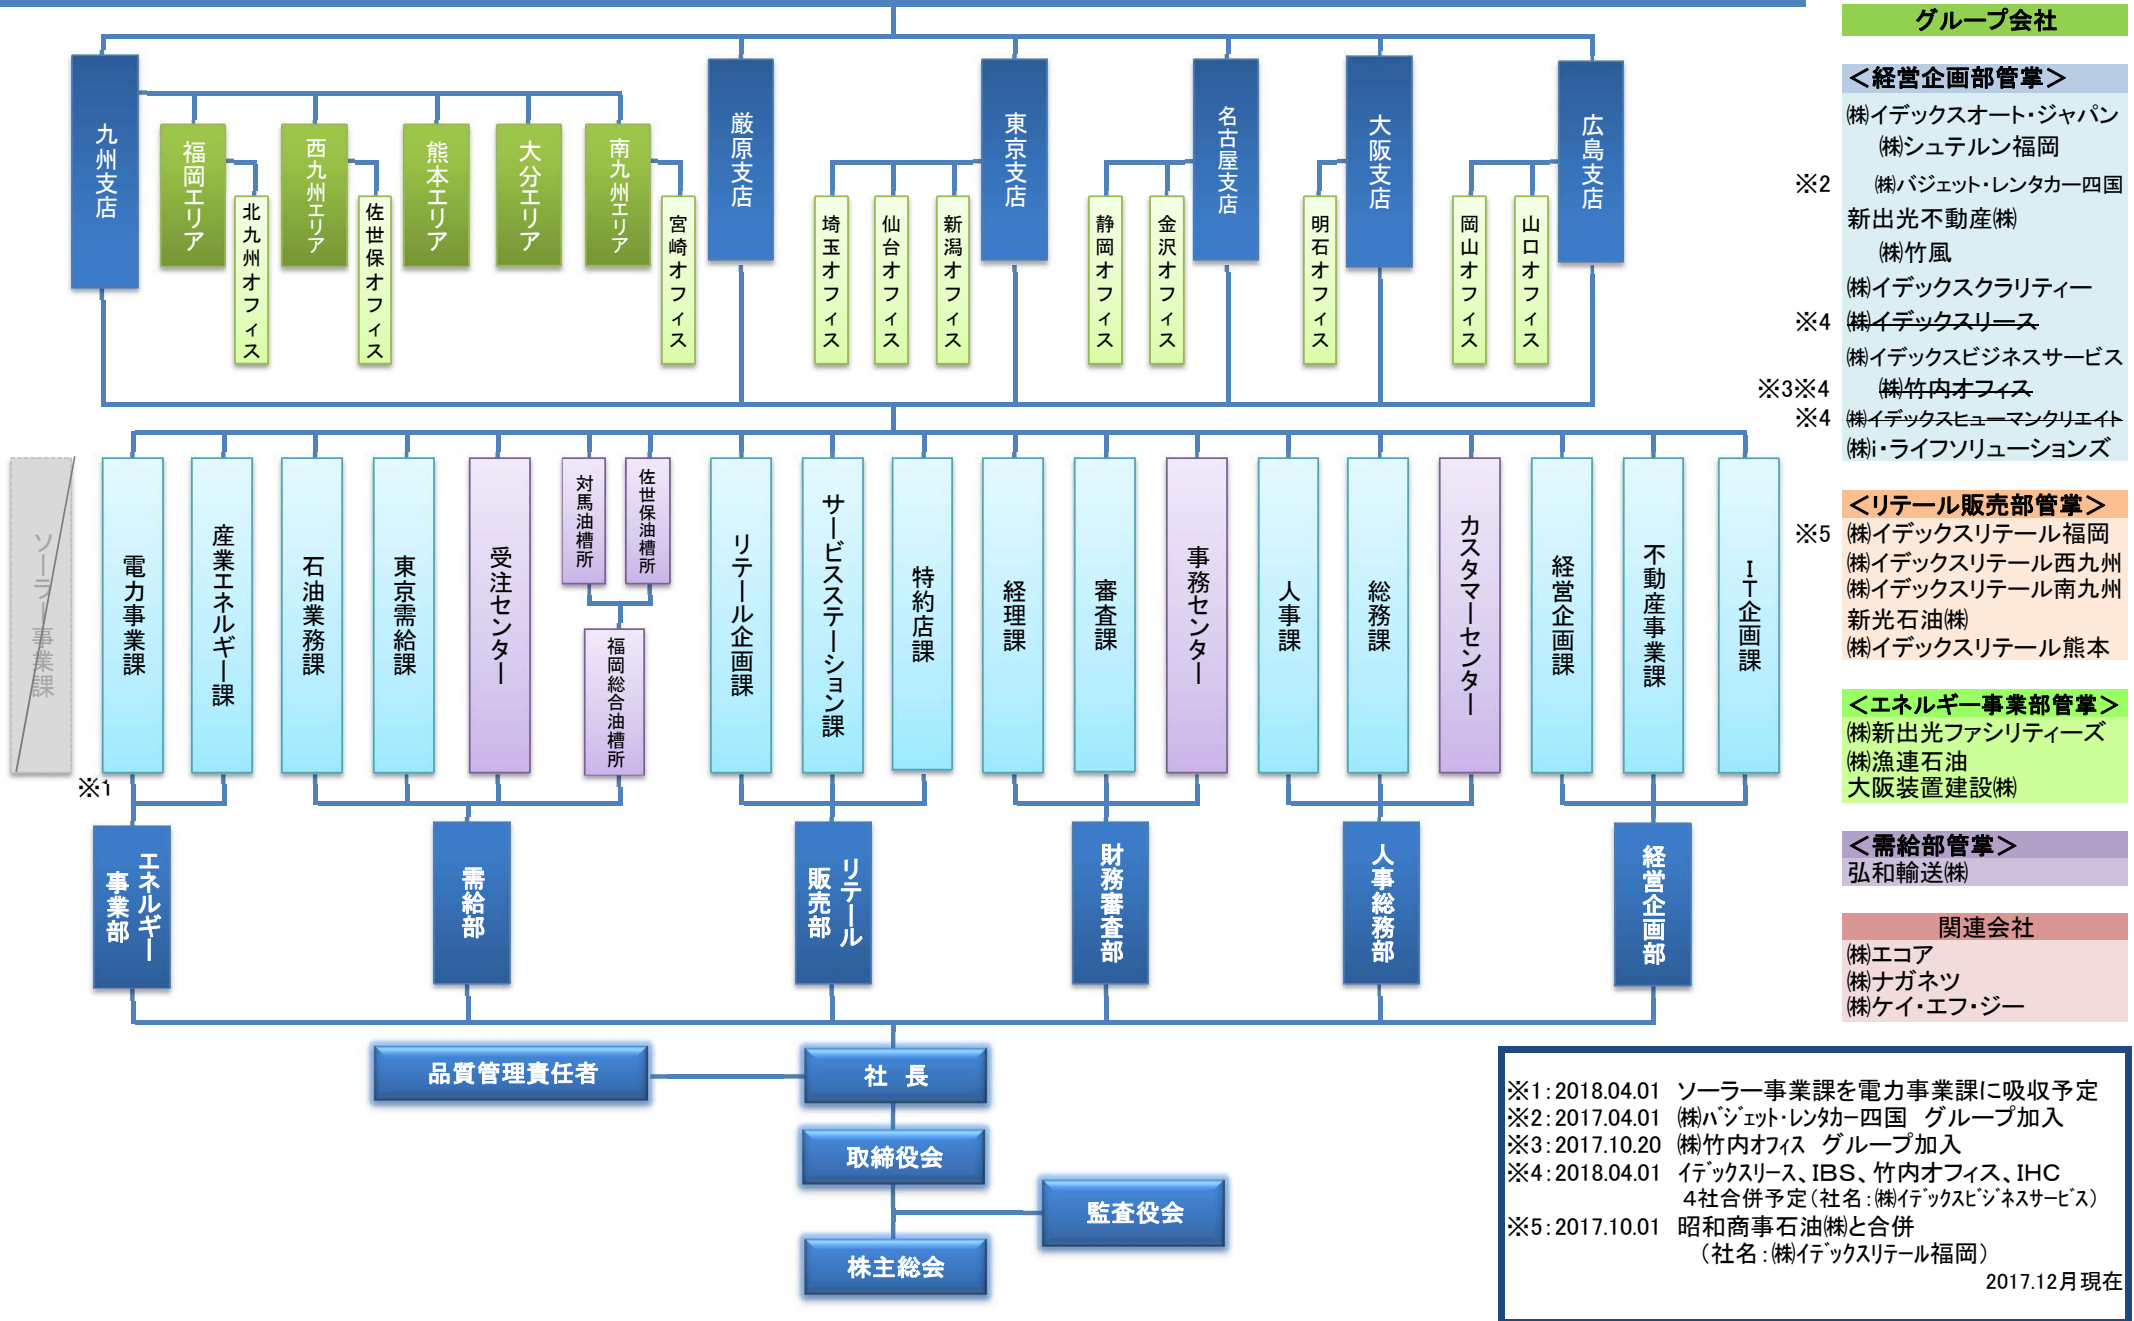 グループ会社
＜経営企画部管掌＞
㈱イデックスオート・ジャパン
㈱シュテルン福岡
※2 ㈱バジェット・レンタカー四国
新出光不動産㈱
㈱竹風
㈱イデックスクラリティー
※4 ㈱イデックスリース
㈱イデックスビジネスサービス
※3※4 ㈱竹内オフィス
※4 ㈱イデックスヒューマンクリエイト
㈱i・ライフソリューションズ
＜リテール販売部管掌＞
※5 ㈱イデックスリテール福岡
㈱イデックスリテール西九州
㈱イデックスリテール南九州
新光石油㈱
㈱イデックスリテール熊本
＜エネルギー事業部管掌＞
㈱新出光ファシリティーズ
㈱漁連石油
大阪装置建設㈱
＜需給部管掌＞
弘和輸送㈱
関連会社
㈱エコア
㈱ナガネツ
㈱ケイ・エフ・ジー
九州支店
福岡エリア
北九州オフィス
西九州エリア
佐世保オフィス
熊本エリア
大分エリア
南九州エリア
宮崎オフィス
厳原支店
東京支店
埼玉オフィス
仙台オフィス
新潟オフィス
名古屋支店
静岡オフィス
金沢オフィス
大阪支店
明石オフィス
広島支店
岡山オフィス
山口オフィス
ソーラー事業課
※1
電力事業課
産業エネルギー課
石油業務課
東京需給課
受注センター
対馬油槽所
佐世保油槽所
福岡総合油槽所
リテール企画課
サービスステーション課
特約店課
経理課
審査課
事務センター
人事課
総務課
カスタマーセンター
経営企画課
不動産事業課
IT企画課
エネルギー
事業部
需給部
リテール
販売部
財務審査部
人事総務部
経営企画部
品質管理責任者
社 長
取締役会
監査役会
株主総会
※1：2018.04.01 ソーラー事業課を電力事業課に吸収予定
※2：2017.04.01 ㈱ﾊﾞｼﾞｪｯﾄ･ﾚﾝﾀｶｰ四国 グループ加入
※3：2017.10.20 ㈱竹内ｵﾌｨｽ グループ加入
※4：2018.04.01 ｲﾃﾞｯｸｽﾘｰｽ、IBS、竹内オフィス、IHC
４社合併予定（社名：㈱ｲﾃﾞｯｸｽﾋﾞｼﾞﾈｽｻｰﾋﾞｽ）
※5：2017.10.01 昭和商事石油㈱と合併
（社名：㈱ｲﾃﾞｯｸｽﾘﾃｰﾙ福岡）
2017.12月現在